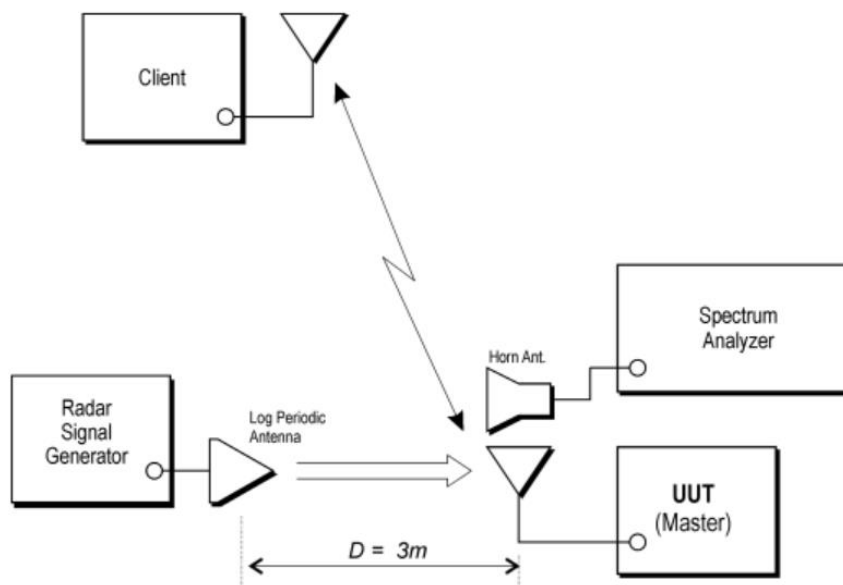 Client
Spectrum
Analyzer
Horn Ant.
Radar
Signal
Generator
Log Periodic
Antenna
UUT
(Master)
D = 3m